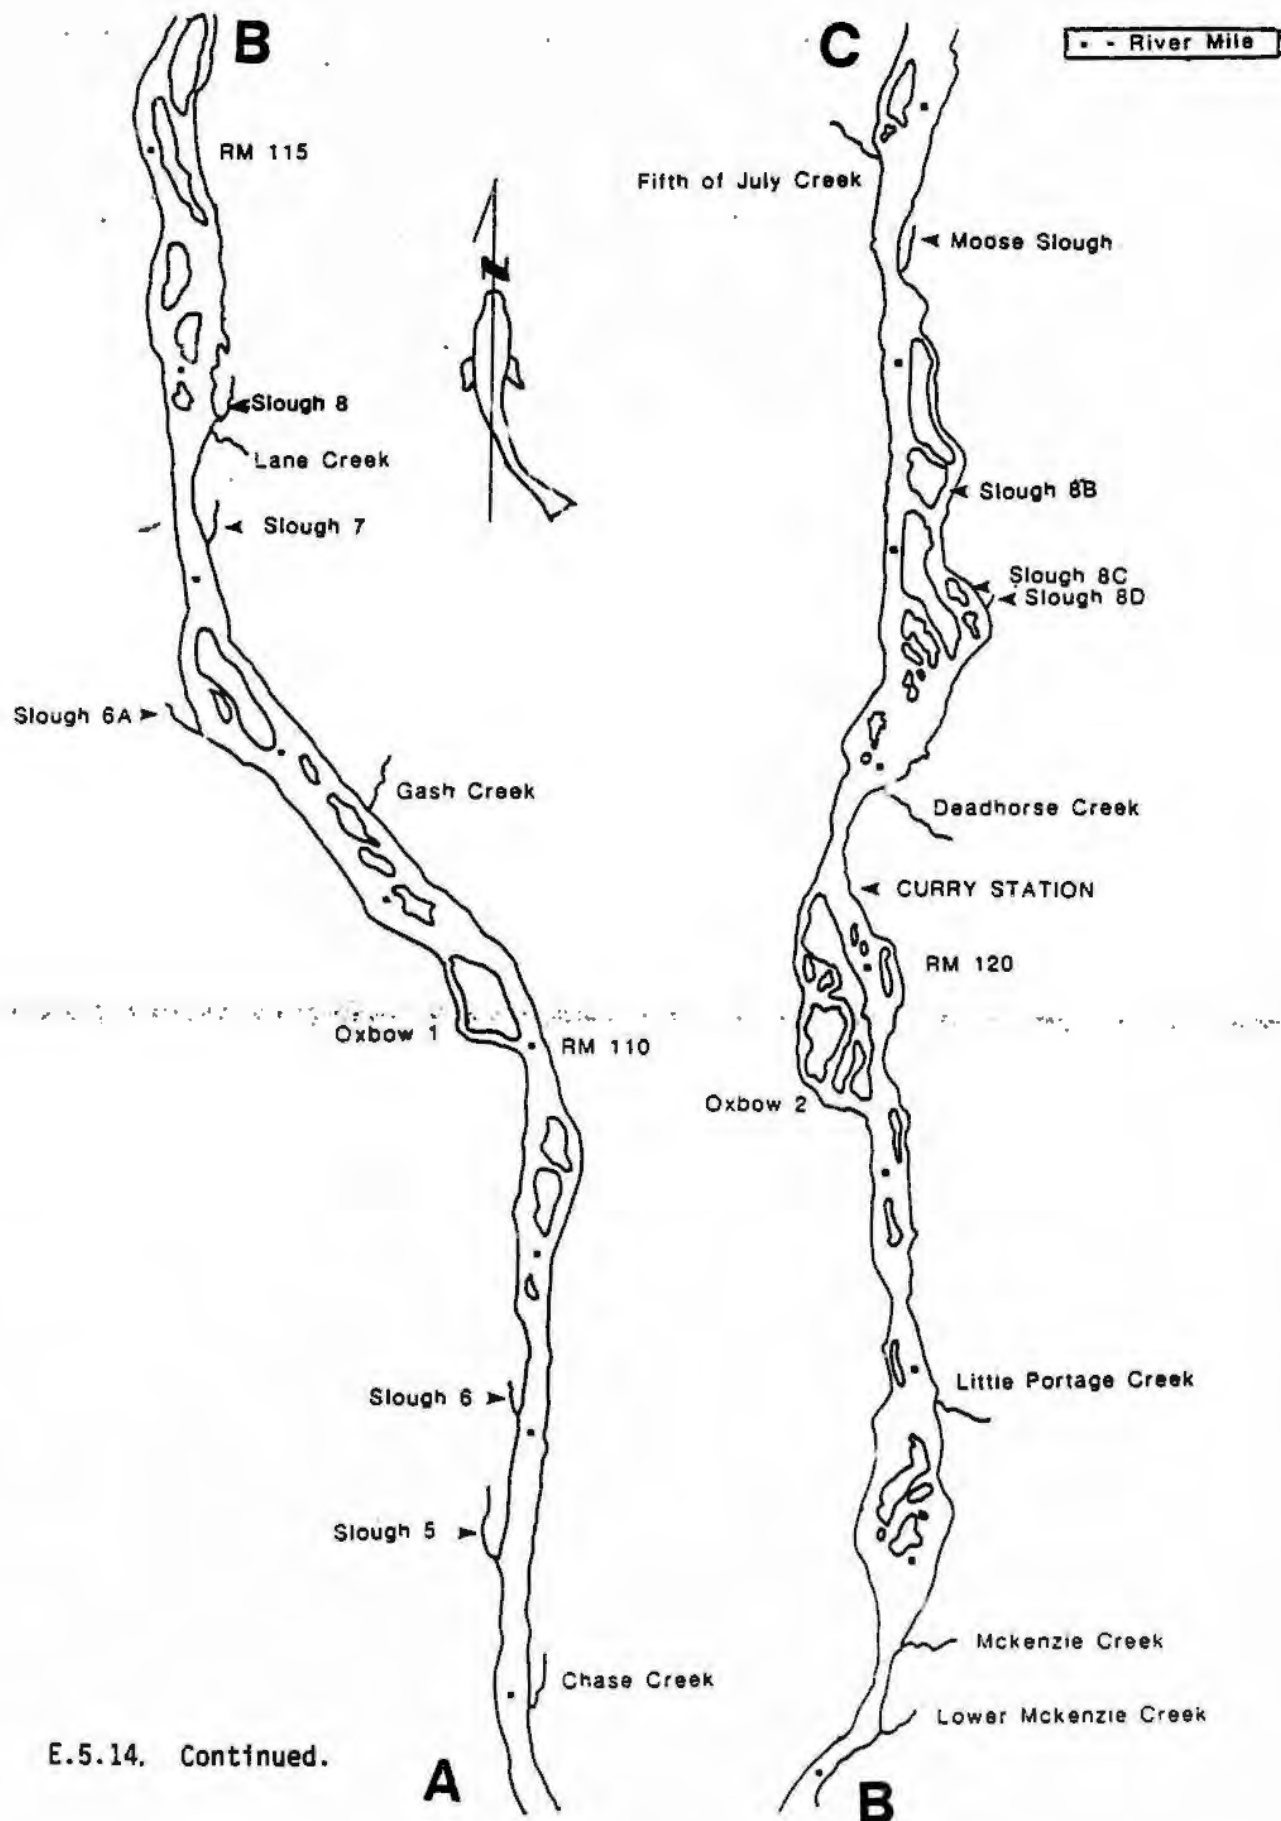 B
C
▪ - River Mile
RM 115
Fifth of July Creek
Moose Slough
N
Slough 8
Lane Creek
Slough 7
Slough 8B
Slough 8C
Slough 8D
Slough 6A
Gash Creek
Deadhorse Creek
CURRY STATION
RM 120
Oxbow 1
RM 110
Oxbow 2
Little Portage Creek
Slough 6
Slough 5
Mckenzie Creek
Chase Creek
Lower Mckenzie Creek
E.5.14. Continued.
A
B